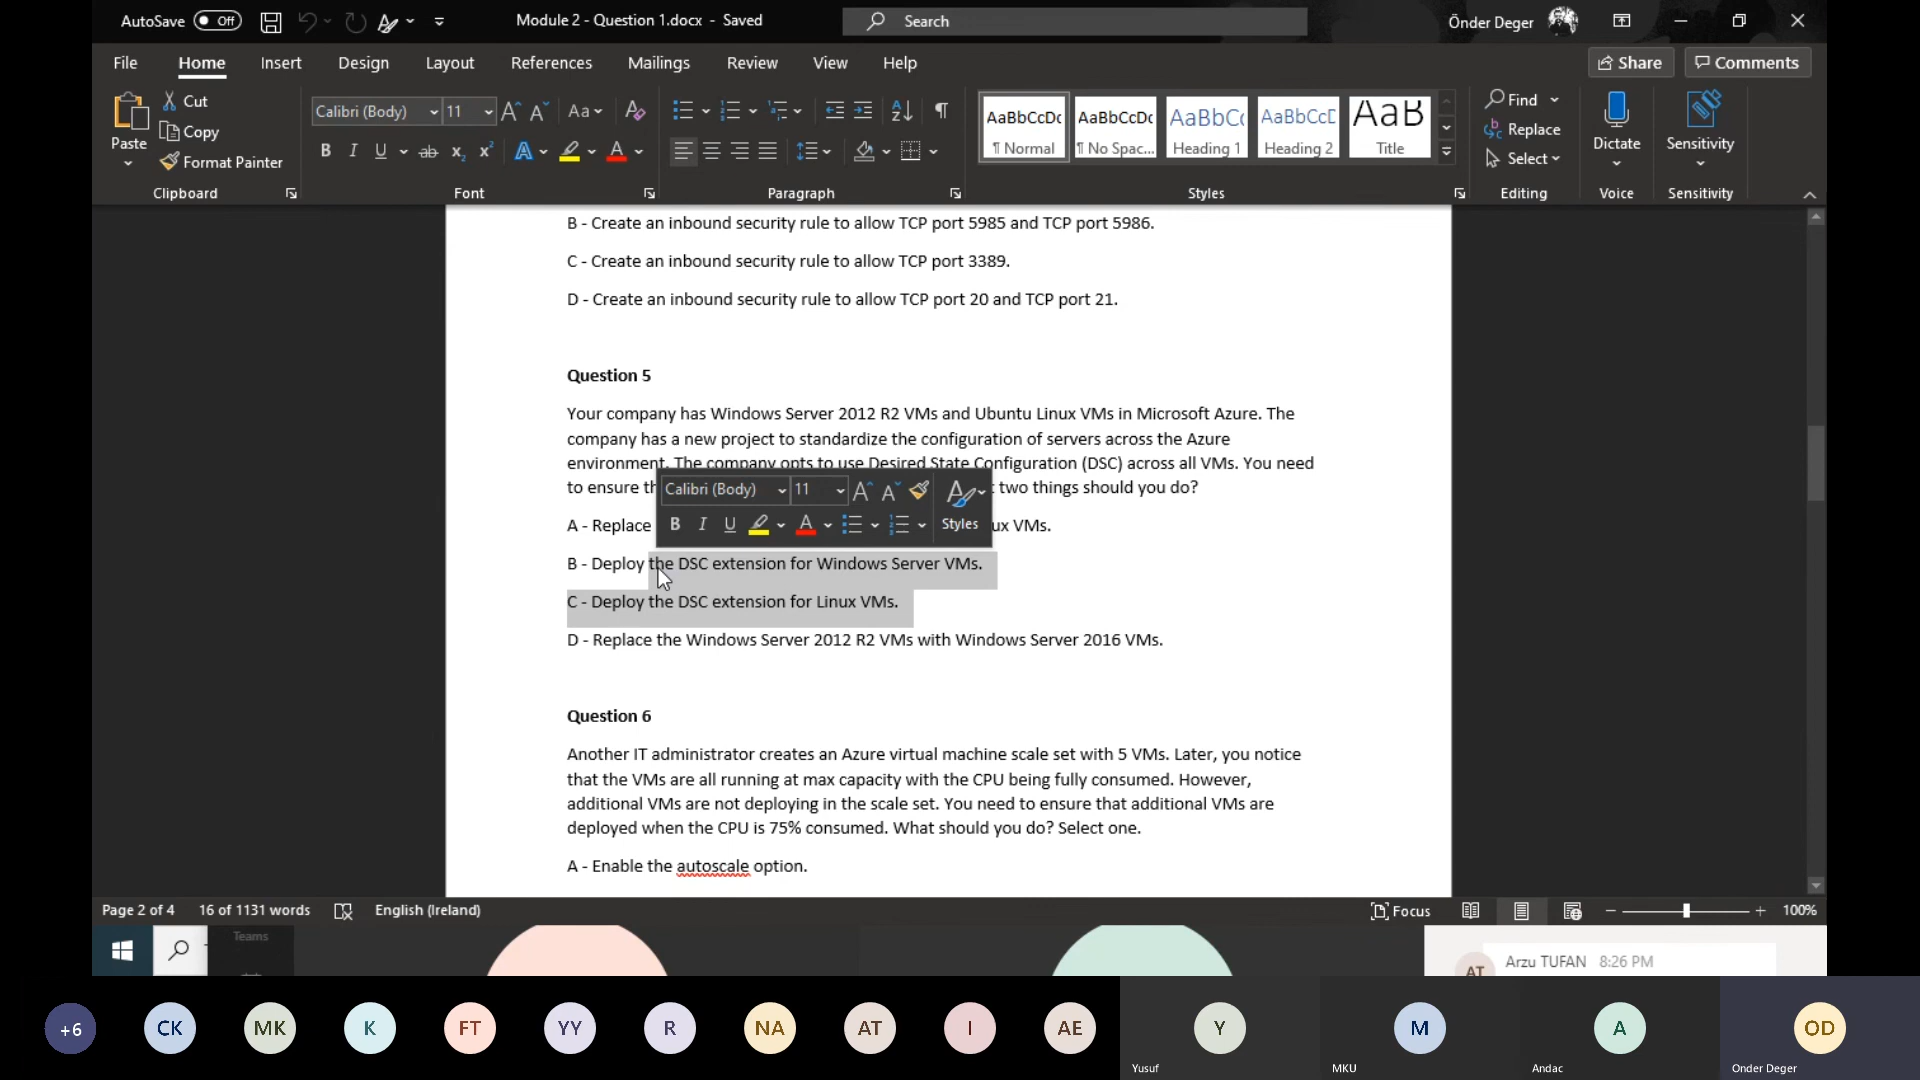 AutoSave Off Module 2 - Question 1.docx - Saved Search Önder Deger
File Home Insert Design Layout References Mailings Review View Help Share Comments
Paste Cut Copy Format Painter
Calibri (Body) 11 Aa
B I U ab x₂ x² A A
AaBbCcDc AaBbCcDc AaBbC AaBbCcD AaB
¶ Normal ¶ No Spac... Heading 1 Heading 2 Title
Find Replace Select
Dictate Sensitivity
Clipboard Font Paragraph Styles Editing Voice Sensitivity
B - Create an inbound security rule to allow TCP port 5985 and TCP port 5986.
C - Create an inbound security rule to allow TCP port 3389.
D - Create an inbound security rule to allow TCP port 20 and TCP port 21.
Question 5
Your company has Windows Server 2012 R2 VMs and Ubuntu Linux VMs in Microsoft Azure. The
company has a new project to standardize the configuration of servers across the Azure
environment. The company opts to use Desired State Configuration (DSC) across all VMs. You need
to ensure th two things should you do?
Calibri (Body) 11
B I U A Styles
A - Replace ux VMs.
B - Deploy the DSC extension for Windows Server VMs.
C - Deploy the DSC extension for Linux VMs.
D - Replace the Windows Server 2012 R2 VMs with Windows Server 2016 VMs.
Question 6
Another IT administrator creates an Azure virtual machine scale set with 5 VMs. Later, you notice
that the VMs are all running at max capacity with the CPU being fully consumed. However,
additional VMs are not deploying in the scale set. You need to ensure that additional VMs are
deployed when the CPU is 75% consumed. What should you do? Select one.
A - Enable the autoscale option.
Page 2 of 4 16 of 1131 words English (Ireland) Focus 100%
Teams
Arzu TUFAN 8:26 PM
AT
+6 CK MK K FT YY R NA AT I AE Y M A OD
Yusuf MKU Andac Onder Deger